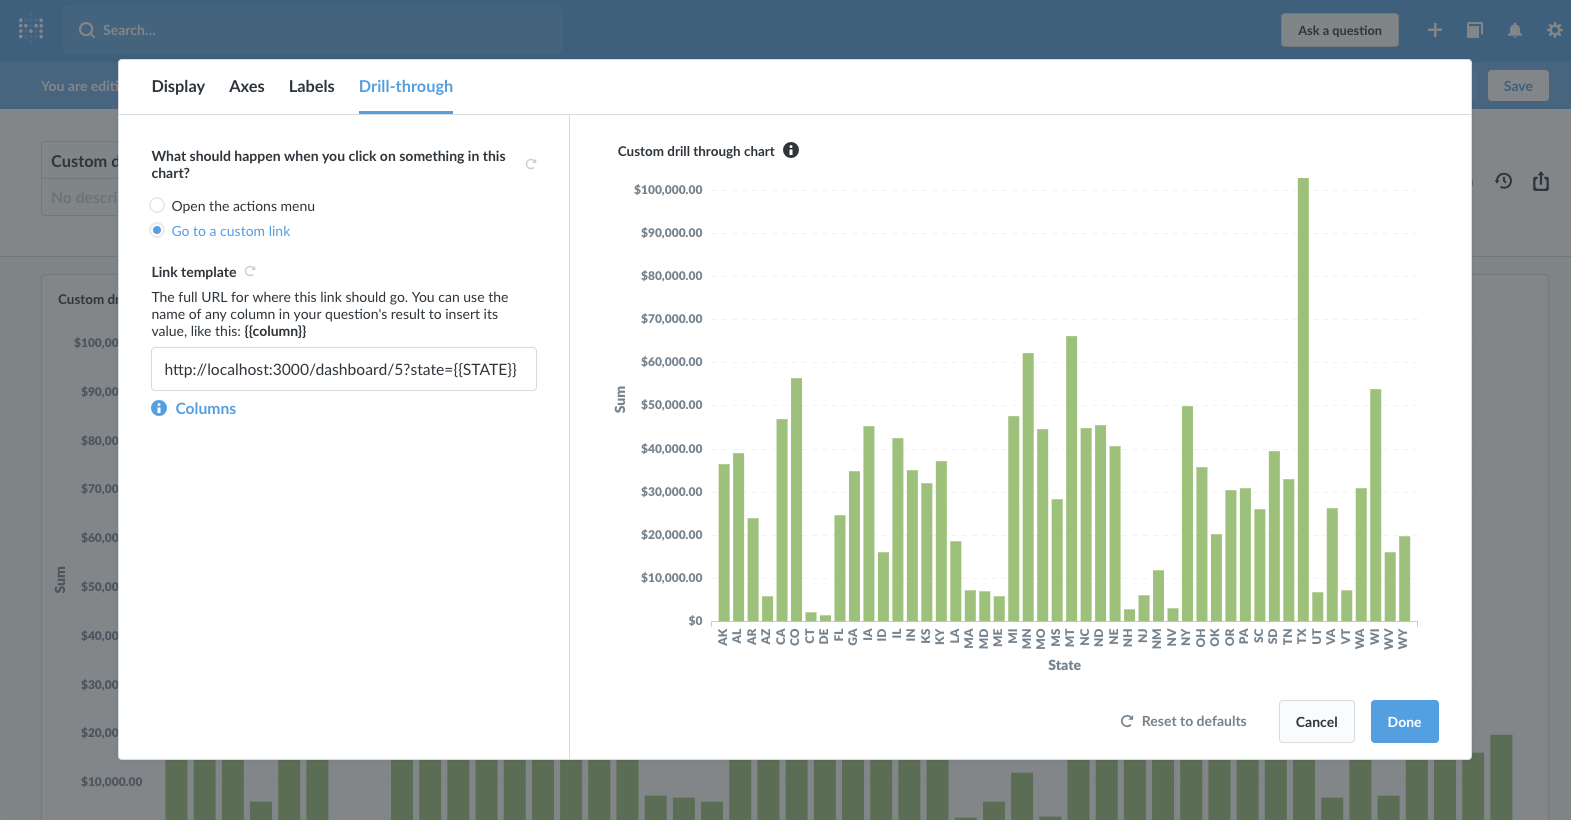 Search...
Ask a question
You are editi
Save
Display Axes Labels Drill-through
Custom d
No descri
What should happen when you click on something in this
chart?
Open the actions menu
Go to a custom link
Link template
The full URL for where this link should go. You can use the
name of any column in your question's result to insert its
value, like this: {{column}}
http://localhost:3000/dashboard/5?state={{STATE}}
Columns
Custom drill through chart
$100,000.00
$90,000.00
$80,000.00
$70,000.00
$60,000.00
$50,000.00
$40,000.00
$30,000.00
$20,000.00
$10,000.00
$0
Sum
AK AL AR AZ CA CO CT DE FL GA IA ID IL IN KS KY LA MA MD ME MI MN MO MS MT NC ND NE NH NJ NM NV NY OH OK OR PA SC SD TN TX UT VA VT WA WI WV WY
State
Reset to defaults
Cancel
Done
Custom dr
$100,00
$90,00
$80,00
$70,00
$60,00
$50,00
$40,00
$30,00
$20,00
$10,000.00
Sum